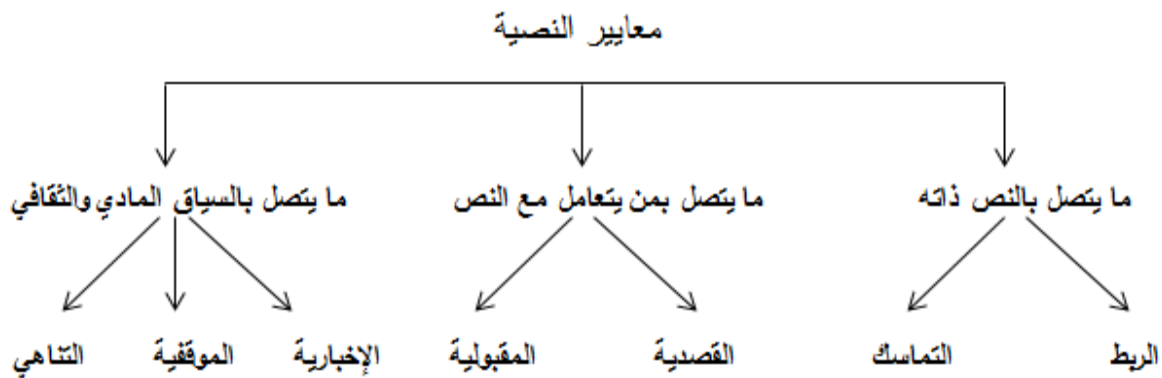 معايير النصية
ما يتصل بالنص ذاته ما يتصل بمن يتعامل مع النص ما يتصل بالسياق المادي والثقافي
الربط التماسك القصدية المقبولية الإخبارية الموقفية التناهي